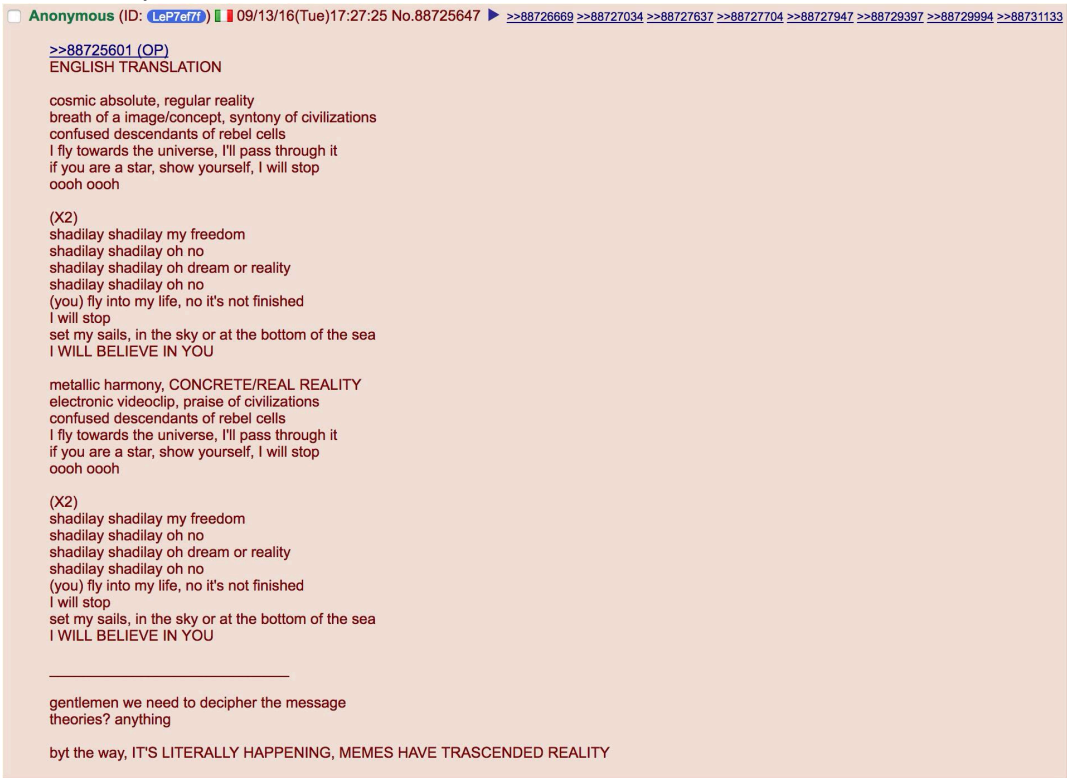 Anonymous (ID: LeP7ef7f) 09/13/16(Tue)17:27:25 No.88725647 ▶ >>88726669 >>88727034 >>88727637 >>88727704 >>88727947 >>88729397 >>88729994 >>88731133
>>88725601 (OP)
ENGLISH TRANSLATION
cosmic absolute, regular reality
breath of a image/concept, syntony of civilizations
confused descendants of rebel cells
I fly towards the universe, I'll pass through it
if you are a star, show yourself, I will stop
oooh oooh
(X2)
shadilay shadilay my freedom
shadilay shadilay oh no
shadilay shadilay oh dream or reality
shadilay shadilay oh no
(you) fly into my life, no it's not finished
I will stop
set my sails, in the sky or at the bottom of the sea
I WILL BELIEVE IN YOU
metallic harmony, CONCRETE/REAL REALITY
electronic videoclip, praise of civilizations
confused descendants of rebel cells
I fly towards the universe, I'll pass through it
if you are a star, show yourself, I will stop
oooh oooh
(X2)
shadilay shadilay my freedom
shadilay shadilay oh no
shadilay shadilay oh dream or reality
shadilay shadilay oh no
(you) fly into my life, no it's not finished
I will stop
set my sails, in the sky or at the bottom of the sea
I WILL BELIEVE IN YOU
______________________________
gentlemen we need to decipher the message
theories? anything
byt the way, IT'S LITERALLY HAPPENING, MEMES HAVE TRASCENDED REALITY